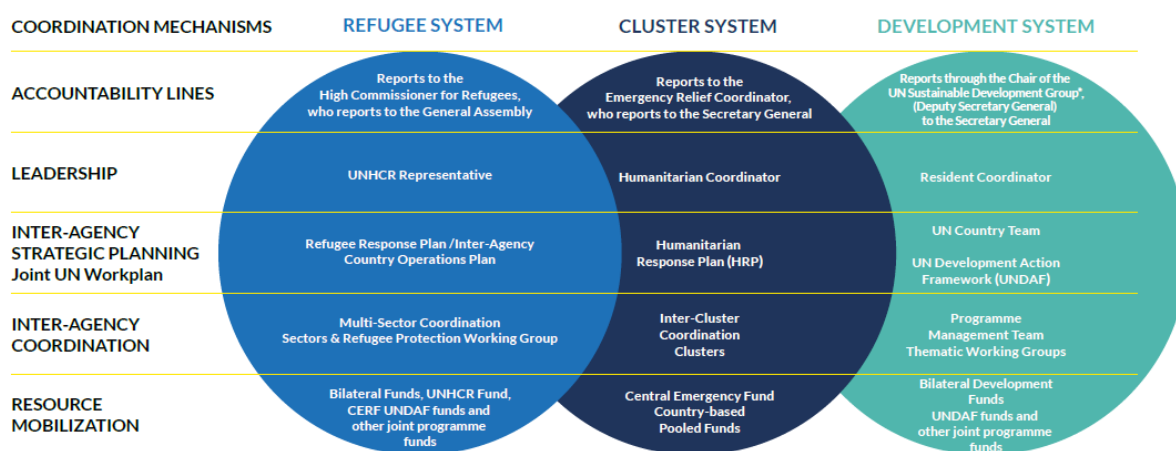 COORDINATION MECHANISMS
REFUGEE SYSTEM
CLUSTER SYSTEM
DEVELOPMENT SYSTEM
ACCOUNTABILITY LINES
Reports to the
High Commissioner for Refugees,
who reports to the General Assembly
Reports to the
Emergency Relief Coordinator,
who reports to the Secretary General
Reports through the Chair of the
UN Sustainable Development Group*,
(Deputy Secretary General)
to the Secretary General
LEADERSHIP
UNHCR Representative
Humanitarian Coordinator
Resident Coordinator
INTER-AGENCY
STRATEGIC PLANNING
Joint UN Workplan
Refugee Response Plan /Inter-Agency
Country Operations Plan
Humanitarian
Response Plan (HRP)
UN Country Team
UN Development Action
Framework (UNDAF)
INTER-AGENCY
COORDINATION
Multi-Sector Coordination
Sectors & Refugee Protection Working Group
Inter-Cluster
Coordination
Clusters
Programme
Management Team
Thematic Working Groups
RESOURCE
MOBILIZATION
Bilateral Funds, UNHCR Fund,
CERF UNDAF funds and
other joint programme
funds
Central Emergency Fund
Country-based
Pooled Funds
Bilateral Development
Funds
UNDAF funds and
other joint programme
funds